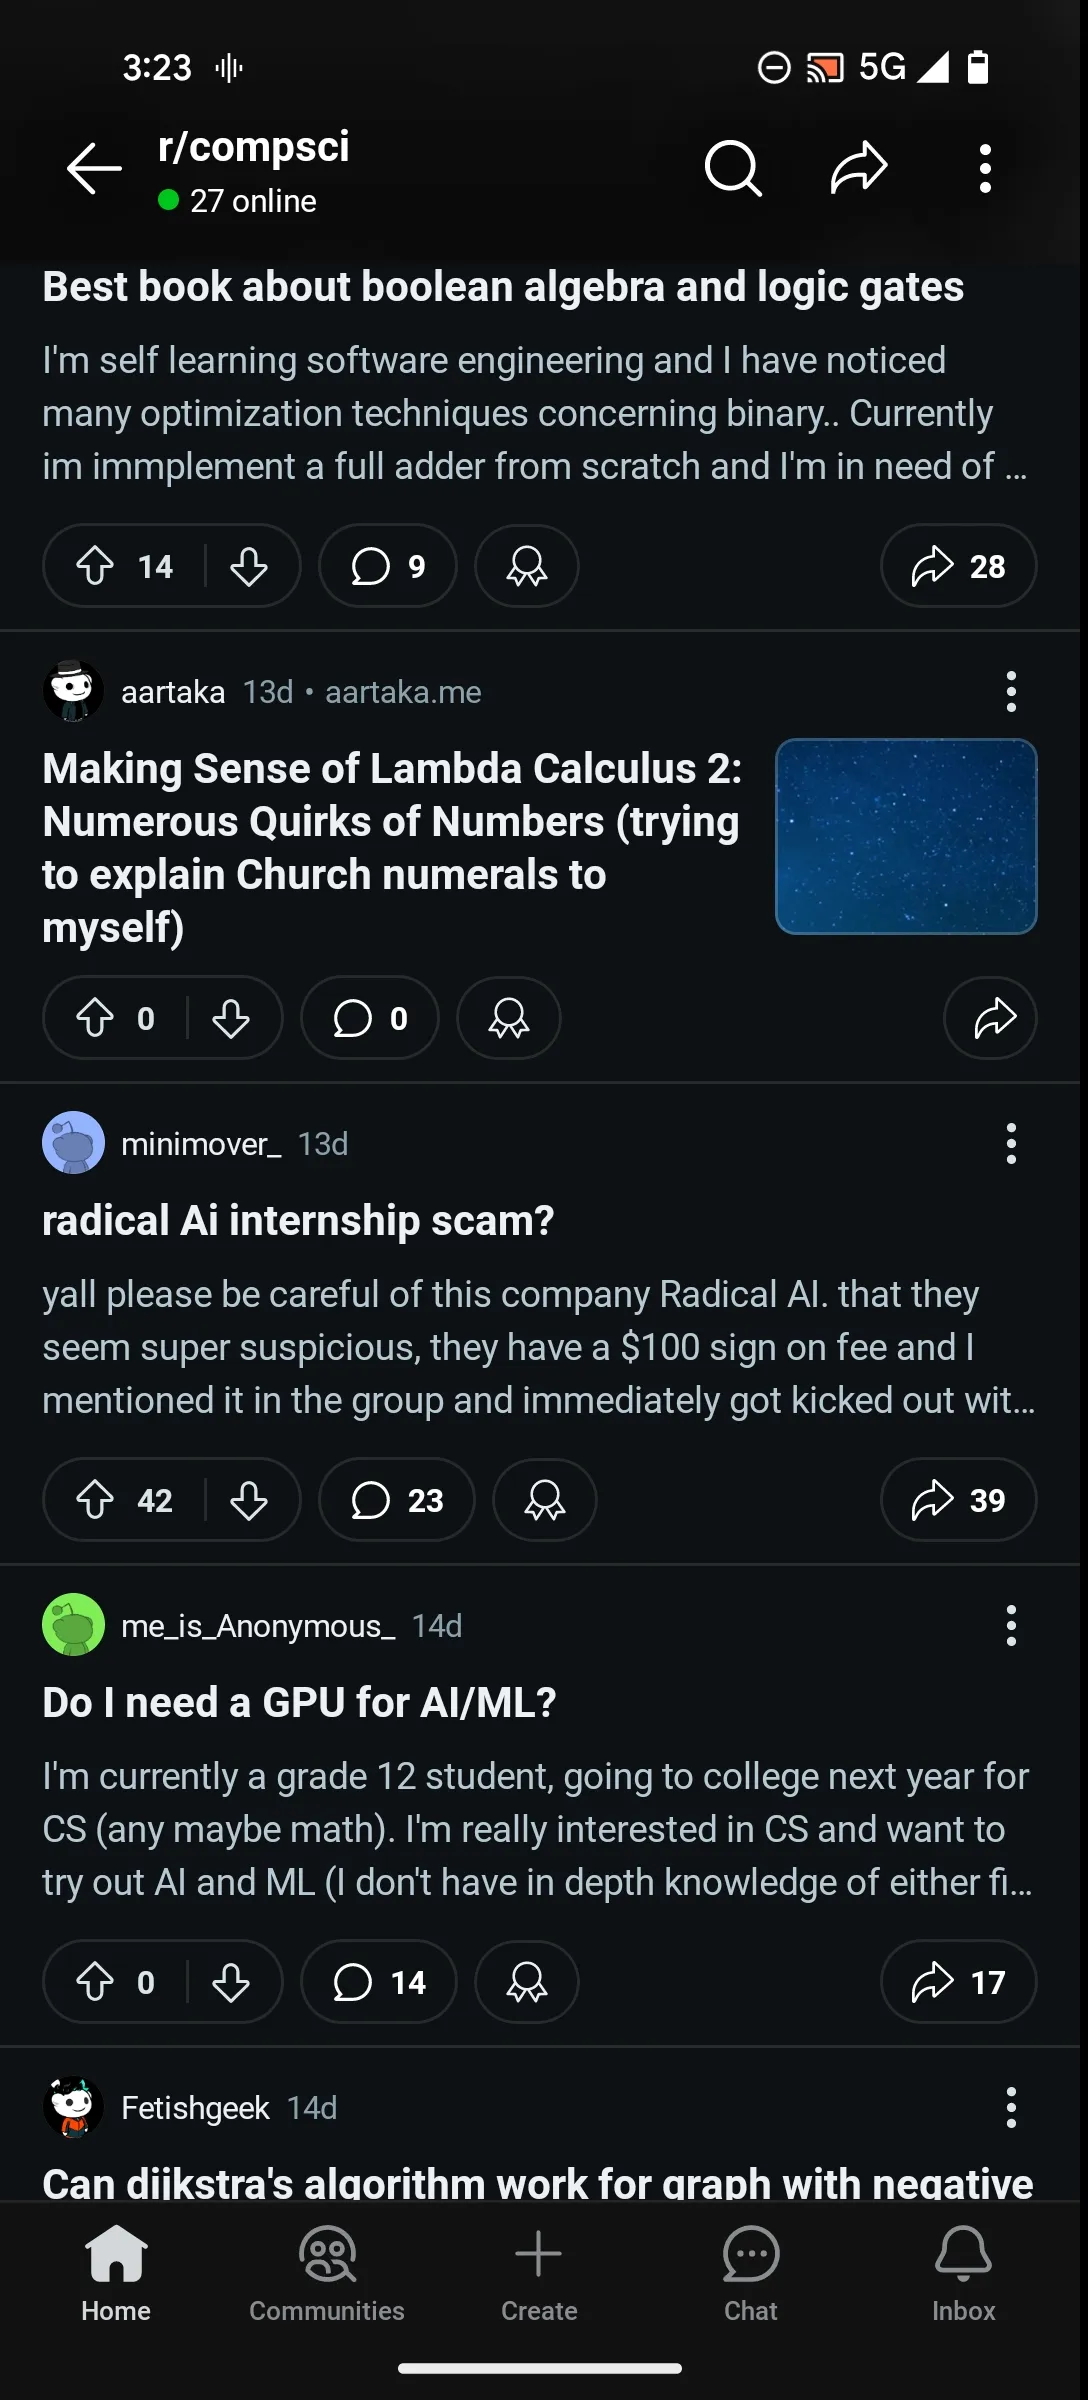 3:23
5G
r/compsci
27 online
Best book about boolean algebra and logic gates
I'm self learning software engineering and I have noticed
many optimization techniques concerning binary.. Currently
im immplement a full adder from scratch and I'm in need of ...
14
9
28
aartaka 13d • aartaka.me
Making Sense of Lambda Calculus 2:
Numerous Quirks of Numbers (trying
to explain Church numerals to
myself)
0
0
minimover_ 13d
radical Ai internship scam?
yall please be careful of this company Radical AI. that they
seem super suspicious, they have a $100 sign on fee and I
mentioned it in the group and immediately got kicked out wit...
42
23
39
me_is_Anonymous_ 14d
Do I need a GPU for AI/ML?
I'm currently a grade 12 student, going to college next year for
CS (any maybe math). I'm really interested in CS and want to
try out AI and ML (I don't have in depth knowledge of either fi...
0
14
17
Fetishgeek 14d
Can dijkstra's algorithm work for graph with negative
Home
Communities
Create
Chat
Inbox